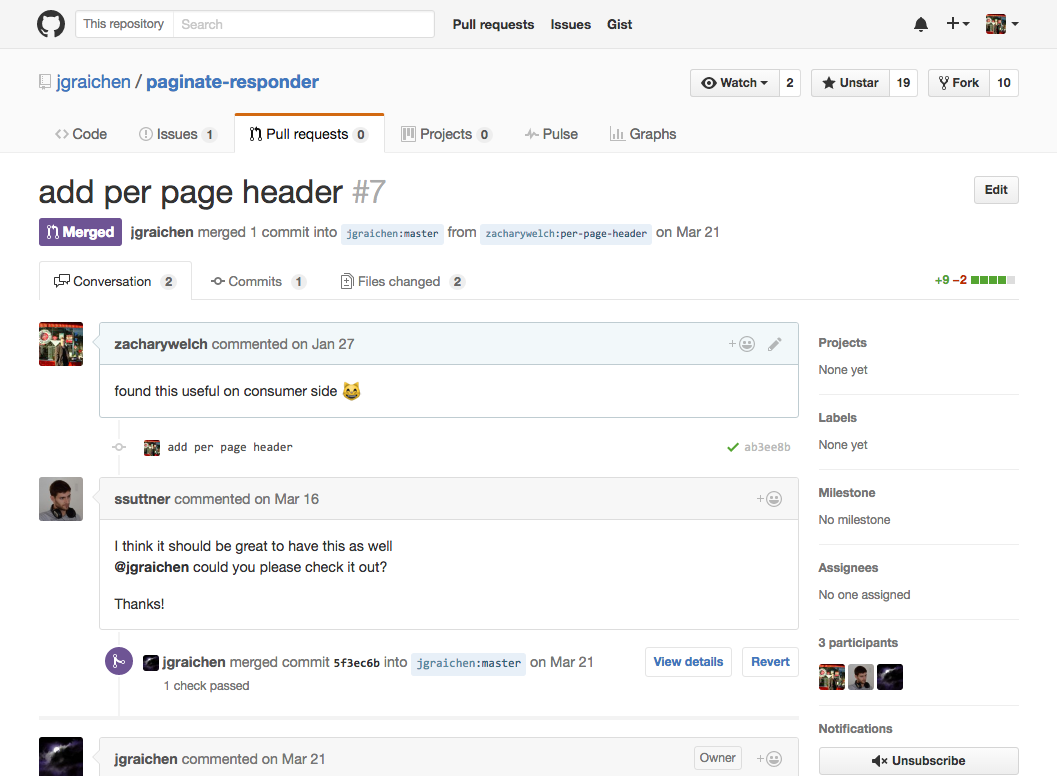 This repository Search Pull requests Issues Gist
jgraichen / paginate-responder Watch 2 Unstar 19 Fork 10
Code Issues 1 Pull requests 0 Projects 0 Pulse Graphs
add per page header #7 Edit
Merged jgraichen merged 1 commit into jgraichen:master from zacharywelch:per-page-header on Mar 21
Conversation 2 Commits 1 Files changed 2 +9 −2
zacharywelch commented on Jan 27
found this useful on consumer side 😸
add per page header ab3ee8b
ssuttner commented on Mar 16
I think it should be great to have this as well
@jgraichen could you please check it out?
Thanks!
jgraichen merged commit 5f3ec6b into jgraichen:master on Mar 21 View details Revert
1 check passed
jgraichen commented on Mar 21 Owner
Projects
None yet
Labels
None yet
Milestone
No milestone
Assignees
No one assigned
3 participants
Notifications
Unsubscribe